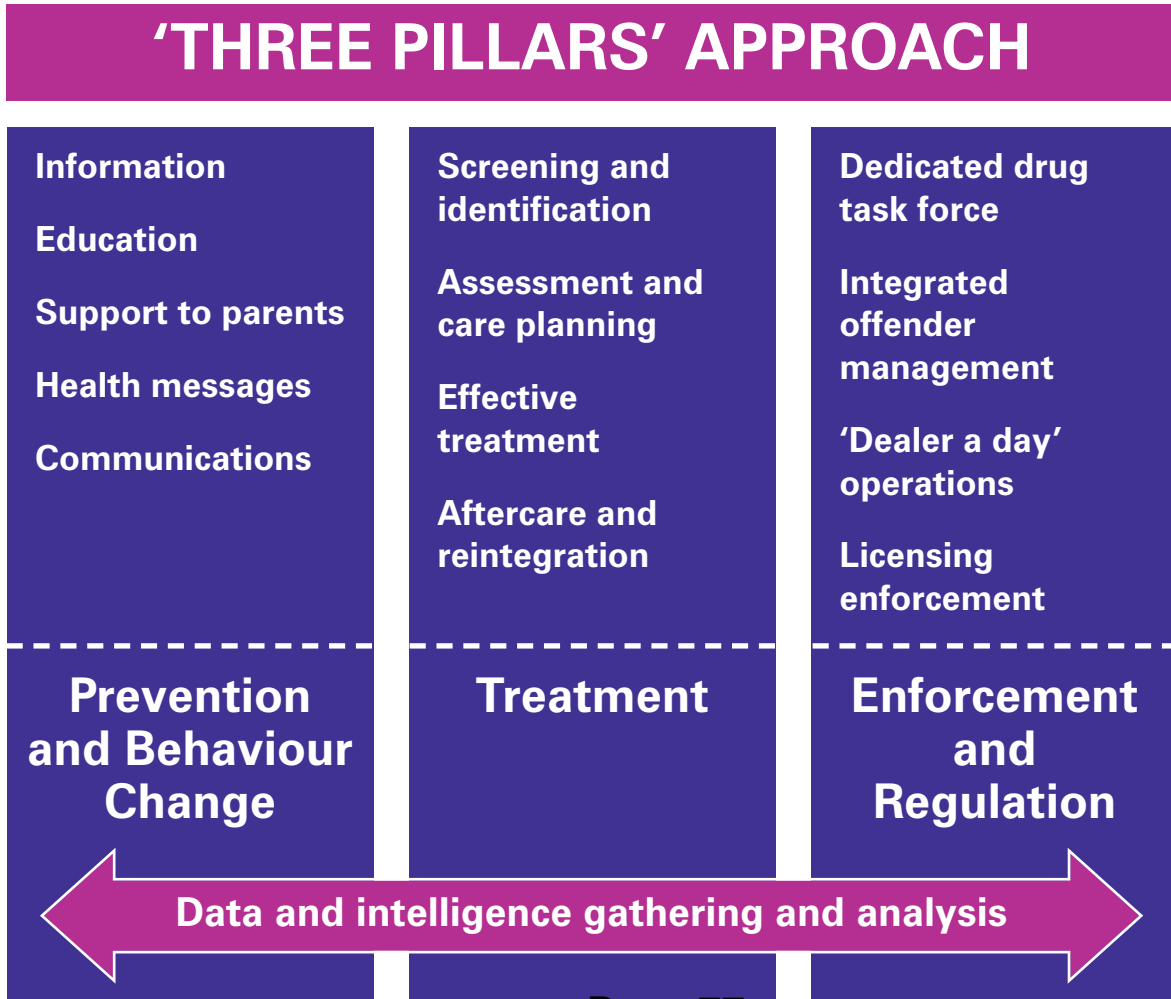 ‘THREE PILLARS’ APPROACH
Information
Education
Support to parents
Health messages
Communications
Prevention
and Behaviour
Change
Screening and
identification
Assessment and
care planning
Effective
treatment
Aftercare and
reintegration
Treatment
Dedicated drug
task force
Integrated
offender
management
‘Dealer a day’
operations
Licensing
enforcement
Enforcement
and
Regulation
Data and intelligence gathering and analysis